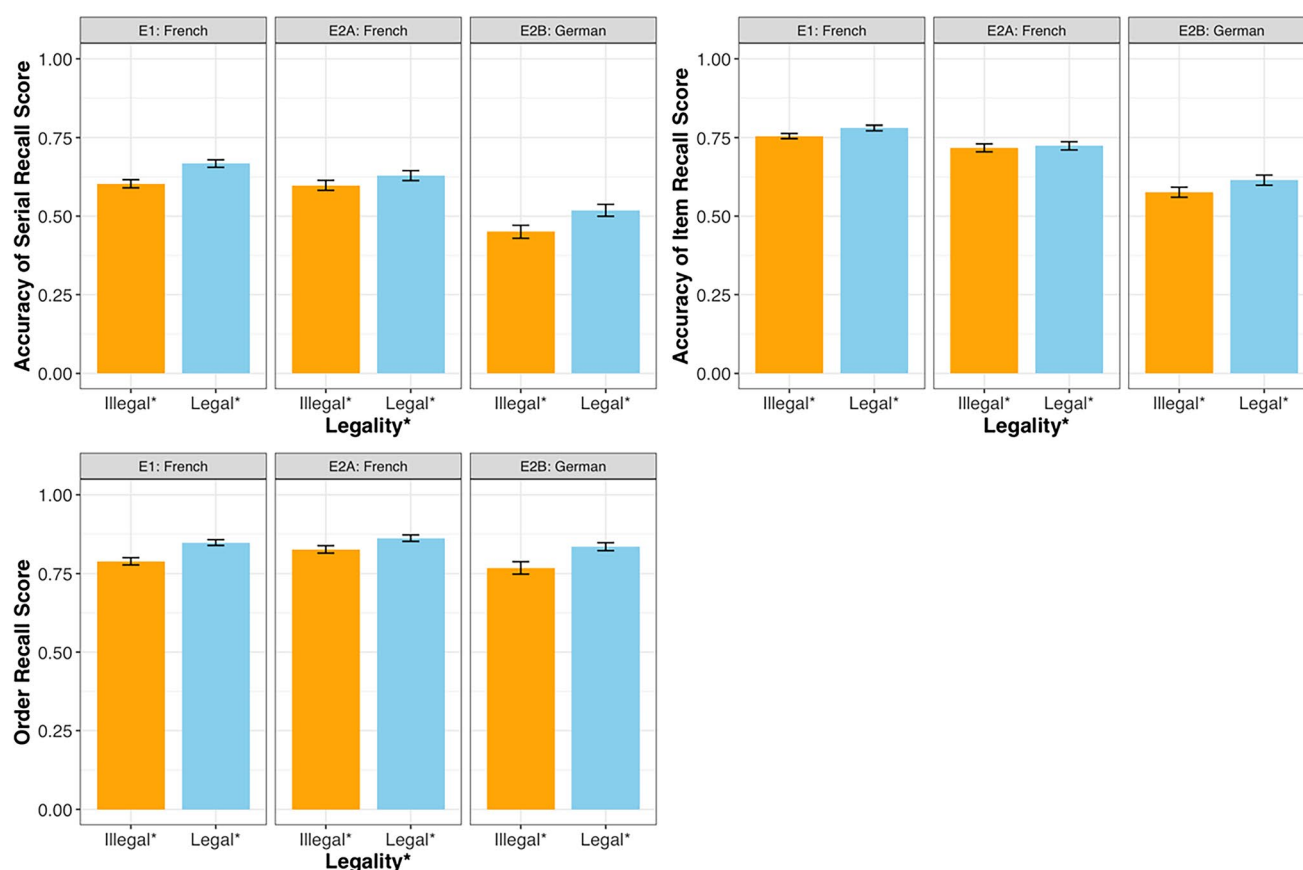 E1: French E2A: French E2B: German
Accuracy of Serial Recall Score
1.00
0.75
0.50
0.25
0.00
Illegal* Legal* Illegal* Legal* Illegal* Legal*
Legality*
E1: French E2A: French E2B: German
Accuracy of Item Recall Score
1.00
0.75
0.50
0.25
0.00
Illegal* Legal* Illegal* Legal* Illegal* Legal*
Legality*
E1: French E2A: French E2B: German
Order Recall Score
1.00
0.75
0.50
0.25
0.00
Illegal* Legal* Illegal* Legal* Illegal* Legal*
Legality*